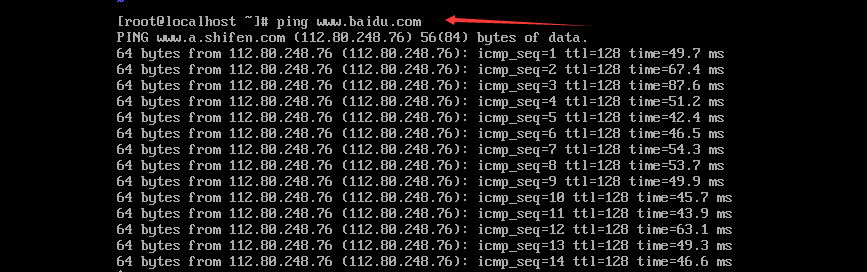 [root@localhost ~]# ping www.baidu.com
PING www.a.shifen.com (112.80.248.76) 56(84) bytes of data.
64 bytes from 112.80.248.76 (112.80.248.76): icmp_seq=1 ttl=128 time=49.7 ms
64 bytes from 112.80.248.76 (112.80.248.76): icmp_seq=2 ttl=128 time=67.4 ms
64 bytes from 112.80.248.76 (112.80.248.76): icmp_seq=3 ttl=128 time=87.6 ms
64 bytes from 112.80.248.76 (112.80.248.76): icmp_seq=4 ttl=128 time=51.2 ms
64 bytes from 112.80.248.76 (112.80.248.76): icmp_seq=5 ttl=128 time=42.4 ms
64 bytes from 112.80.248.76 (112.80.248.76): icmp_seq=6 ttl=128 time=46.5 ms
64 bytes from 112.80.248.76 (112.80.248.76): icmp_seq=7 ttl=128 time=54.3 ms
64 bytes from 112.80.248.76 (112.80.248.76): icmp_seq=8 ttl=128 time=53.7 ms
64 bytes from 112.80.248.76 (112.80.248.76): icmp_seq=9 ttl=128 time=49.9 ms
64 bytes from 112.80.248.76 (112.80.248.76): icmp_seq=10 ttl=128 time=45.7 ms
64 bytes from 112.80.248.76 (112.80.248.76): icmp_seq=11 ttl=128 time=43.9 ms
64 bytes from 112.80.248.76 (112.80.248.76): icmp_seq=12 ttl=128 time=63.1 ms
64 bytes from 112.80.248.76 (112.80.248.76): icmp_seq=13 ttl=128 time=49.3 ms
64 bytes from 112.80.248.76 (112.80.248.76): icmp_seq=14 ttl=128 time=46.6 ms